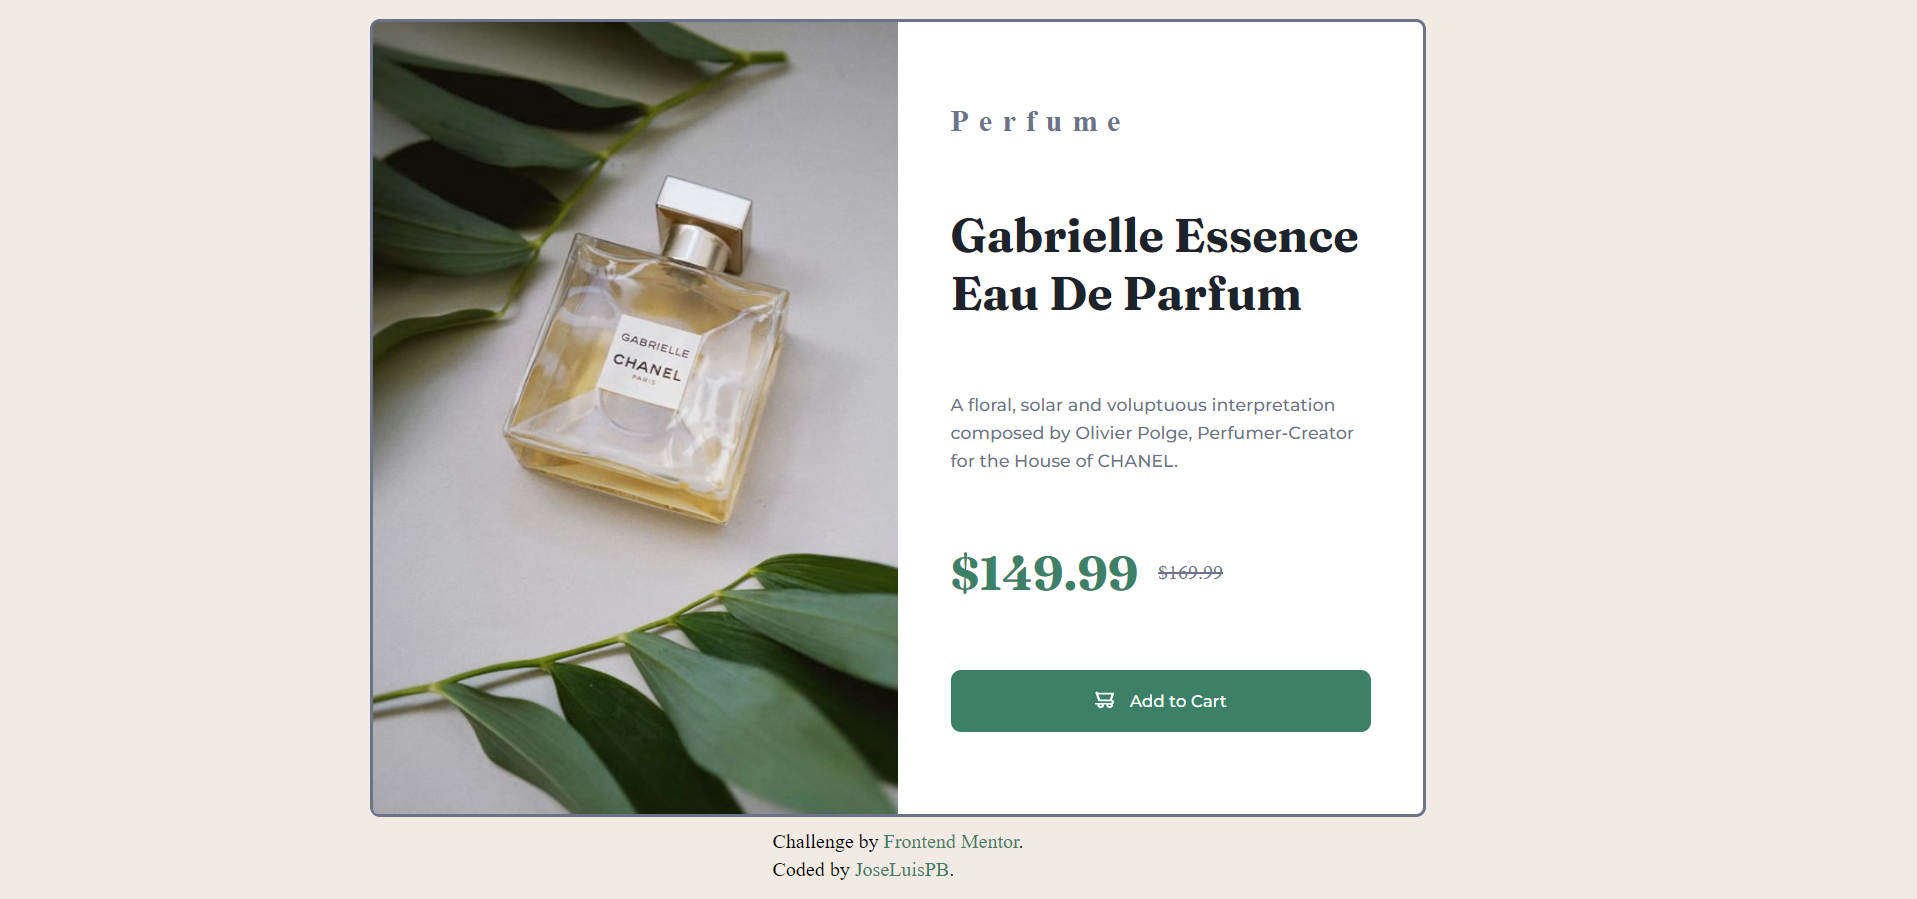 GABRIELLE
CHANEL
PARIS
Perfume
Gabrielle Essence
Eau De Parfum
A floral, solar and voluptuous interpretation
composed by Olivier Polge, Perfumer-Creator
for the House of CHANEL.
$149.99 $169.99
Add to Cart
Challenge by Frontend Mentor.
Coded by JoseLuisPB.